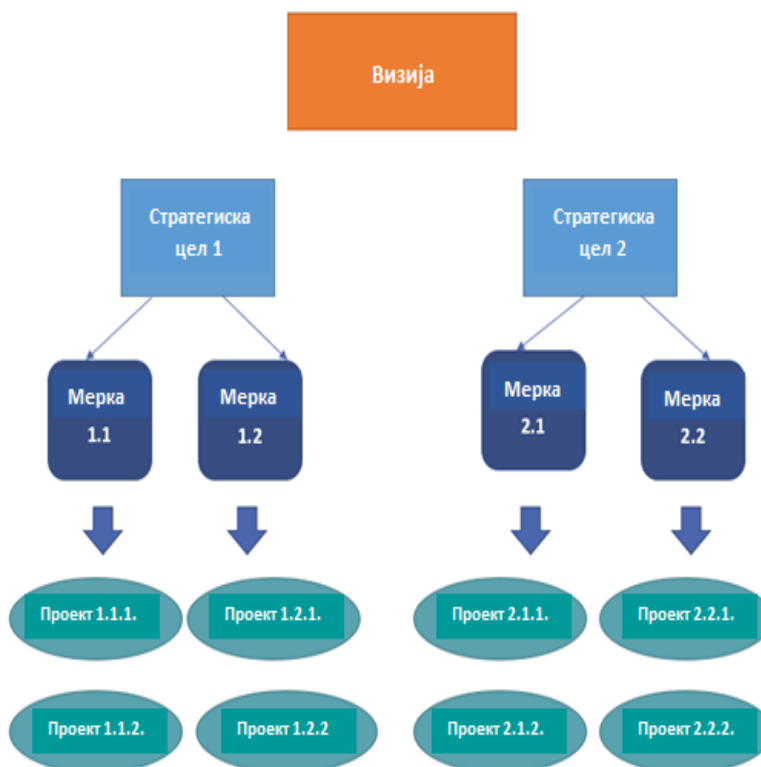 Визија
Стратегиска
цел 1
Стратегиска
цел 2
Мерка
1.1
Мерка
1.2
Мерка
2.1
Мерка
2.2
Проект 1.1.1.
Проект 1.2.1.
Проект 2.1.1.
Проект 2.2.1.
Проект 1.1.2.
Проект 1.2.2
Проект 2.1.2.
Проект 2.2.2.